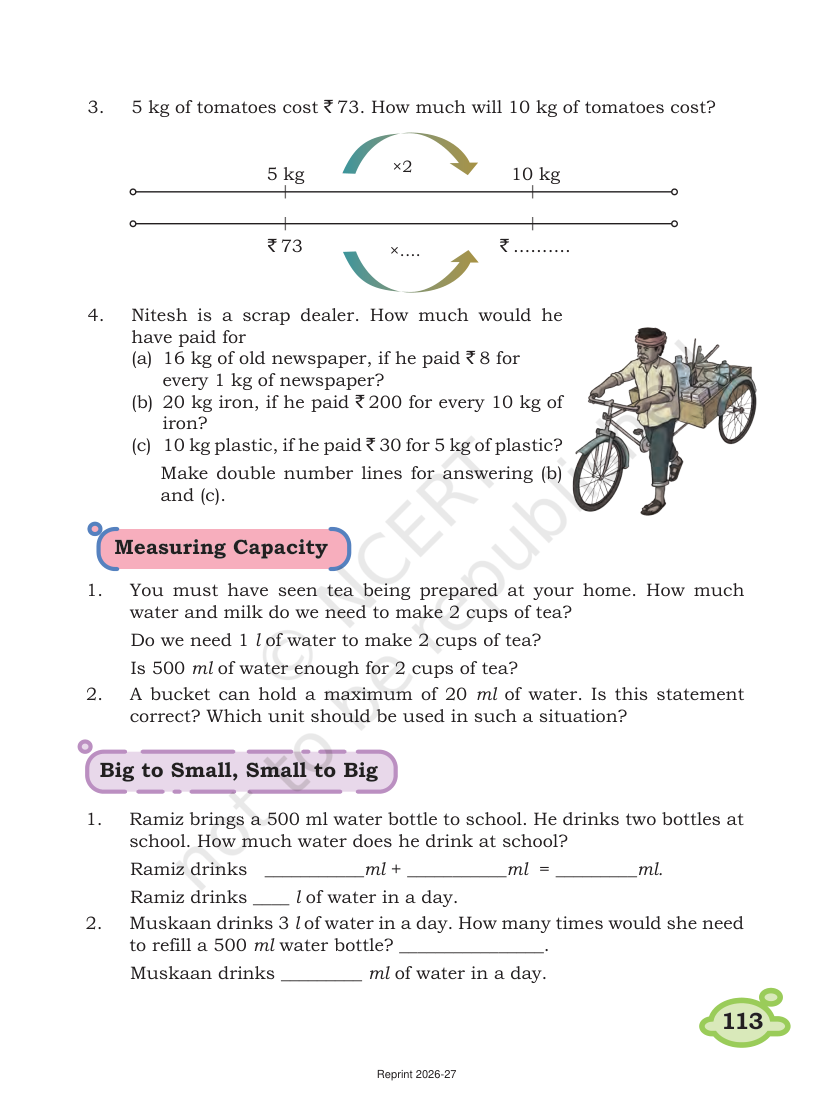 3. 5 kg of tomatoes cost ₹ 73. How much will 10 kg of tomatoes cost?
×2
5 kg 10 kg
₹ 73 ×.... ₹ ..........
4. Nitesh is a scrap dealer. How much would he
have paid for
(a) 16 kg of old newspaper, if he paid ₹ 8 for
every 1 kg of newspaper?
(b) 20 kg iron, if he paid ₹ 200 for every 10 kg of
iron?
(c) 10 kg plastic, if he paid ₹ 30 for 5 kg of plastic?
Make double number lines for answering (b)
and (c).
Measuring Capacity
1. You must have seen tea being prepared at your home. How much
water and milk do we need to make 2 cups of tea?
Do we need 1 l of water to make 2 cups of tea?
Is 500 ml of water enough for 2 cups of tea?
2. A bucket can hold a maximum of 20 ml of water. Is this statement
correct? Which unit should be used in such a situation?
Big to Small, Small to Big
1. Ramiz brings a 500 ml water bottle to school. He drinks two bottles at
school. How much water does he drink at school?
Ramiz drinks ___________ml + ___________ml = _________ml.
Ramiz drinks ____ l of water in a day.
2. Muskaan drinks 3 l of water in a day. How many times would she need
to refill a 500 ml water bottle? ________________.
Muskaan drinks _________ ml of water in a day.
113
Reprint 2026-27
© NCERT
not to be republished